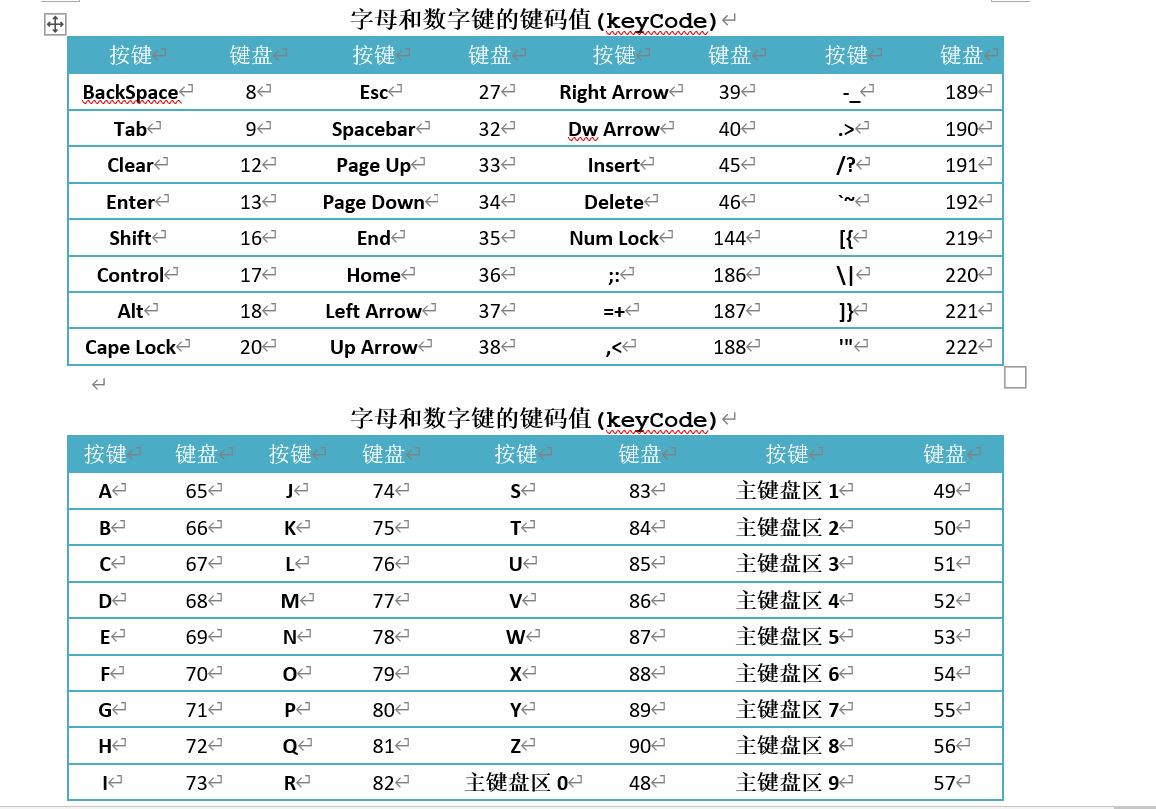 字母和数字键的键码值(keyCode)
按键 键盘 按键 键盘 按键 键盘 按键 键盘
BackSpace 8 Esc 27 Right Arrow 39 -_ 189
Tab 9 Spacebar 32 Dw Arrow 40 .> 190
Clear 12 Page Up 33 Insert 45 /? 191
Enter 13 Page Down 34 Delete 46 `~ 192
Shift 16 End 35 Num Lock 144 [{ 219
Control 17 Home 36 ;: 186 \| 220
Alt 18 Left Arrow 37 =+ 187 ]} 221
Cape Lock 20 Up Arrow 38 ,< 188 '" 222
字母和数字键的键码值(keyCode)
按键 键盘 按键 键盘 按键 键盘 按键 键盘
A 65 J 74 S 83 主键盘区 1 49
B 66 K 75 T 84 主键盘区 2 50
C 67 L 76 U 85 主键盘区 3 51
D 68 M 77 V 86 主键盘区 4 52
E 69 N 78 W 87 主键盘区 5 53
F 70 O 79 X 88 主键盘区 6 54
G 71 P 80 Y 89 主键盘区 7 55
H 72 Q 81 Z 90 主键盘区 8 56
I 73 R 82 主键盘区 0 48 主键盘区 9 57